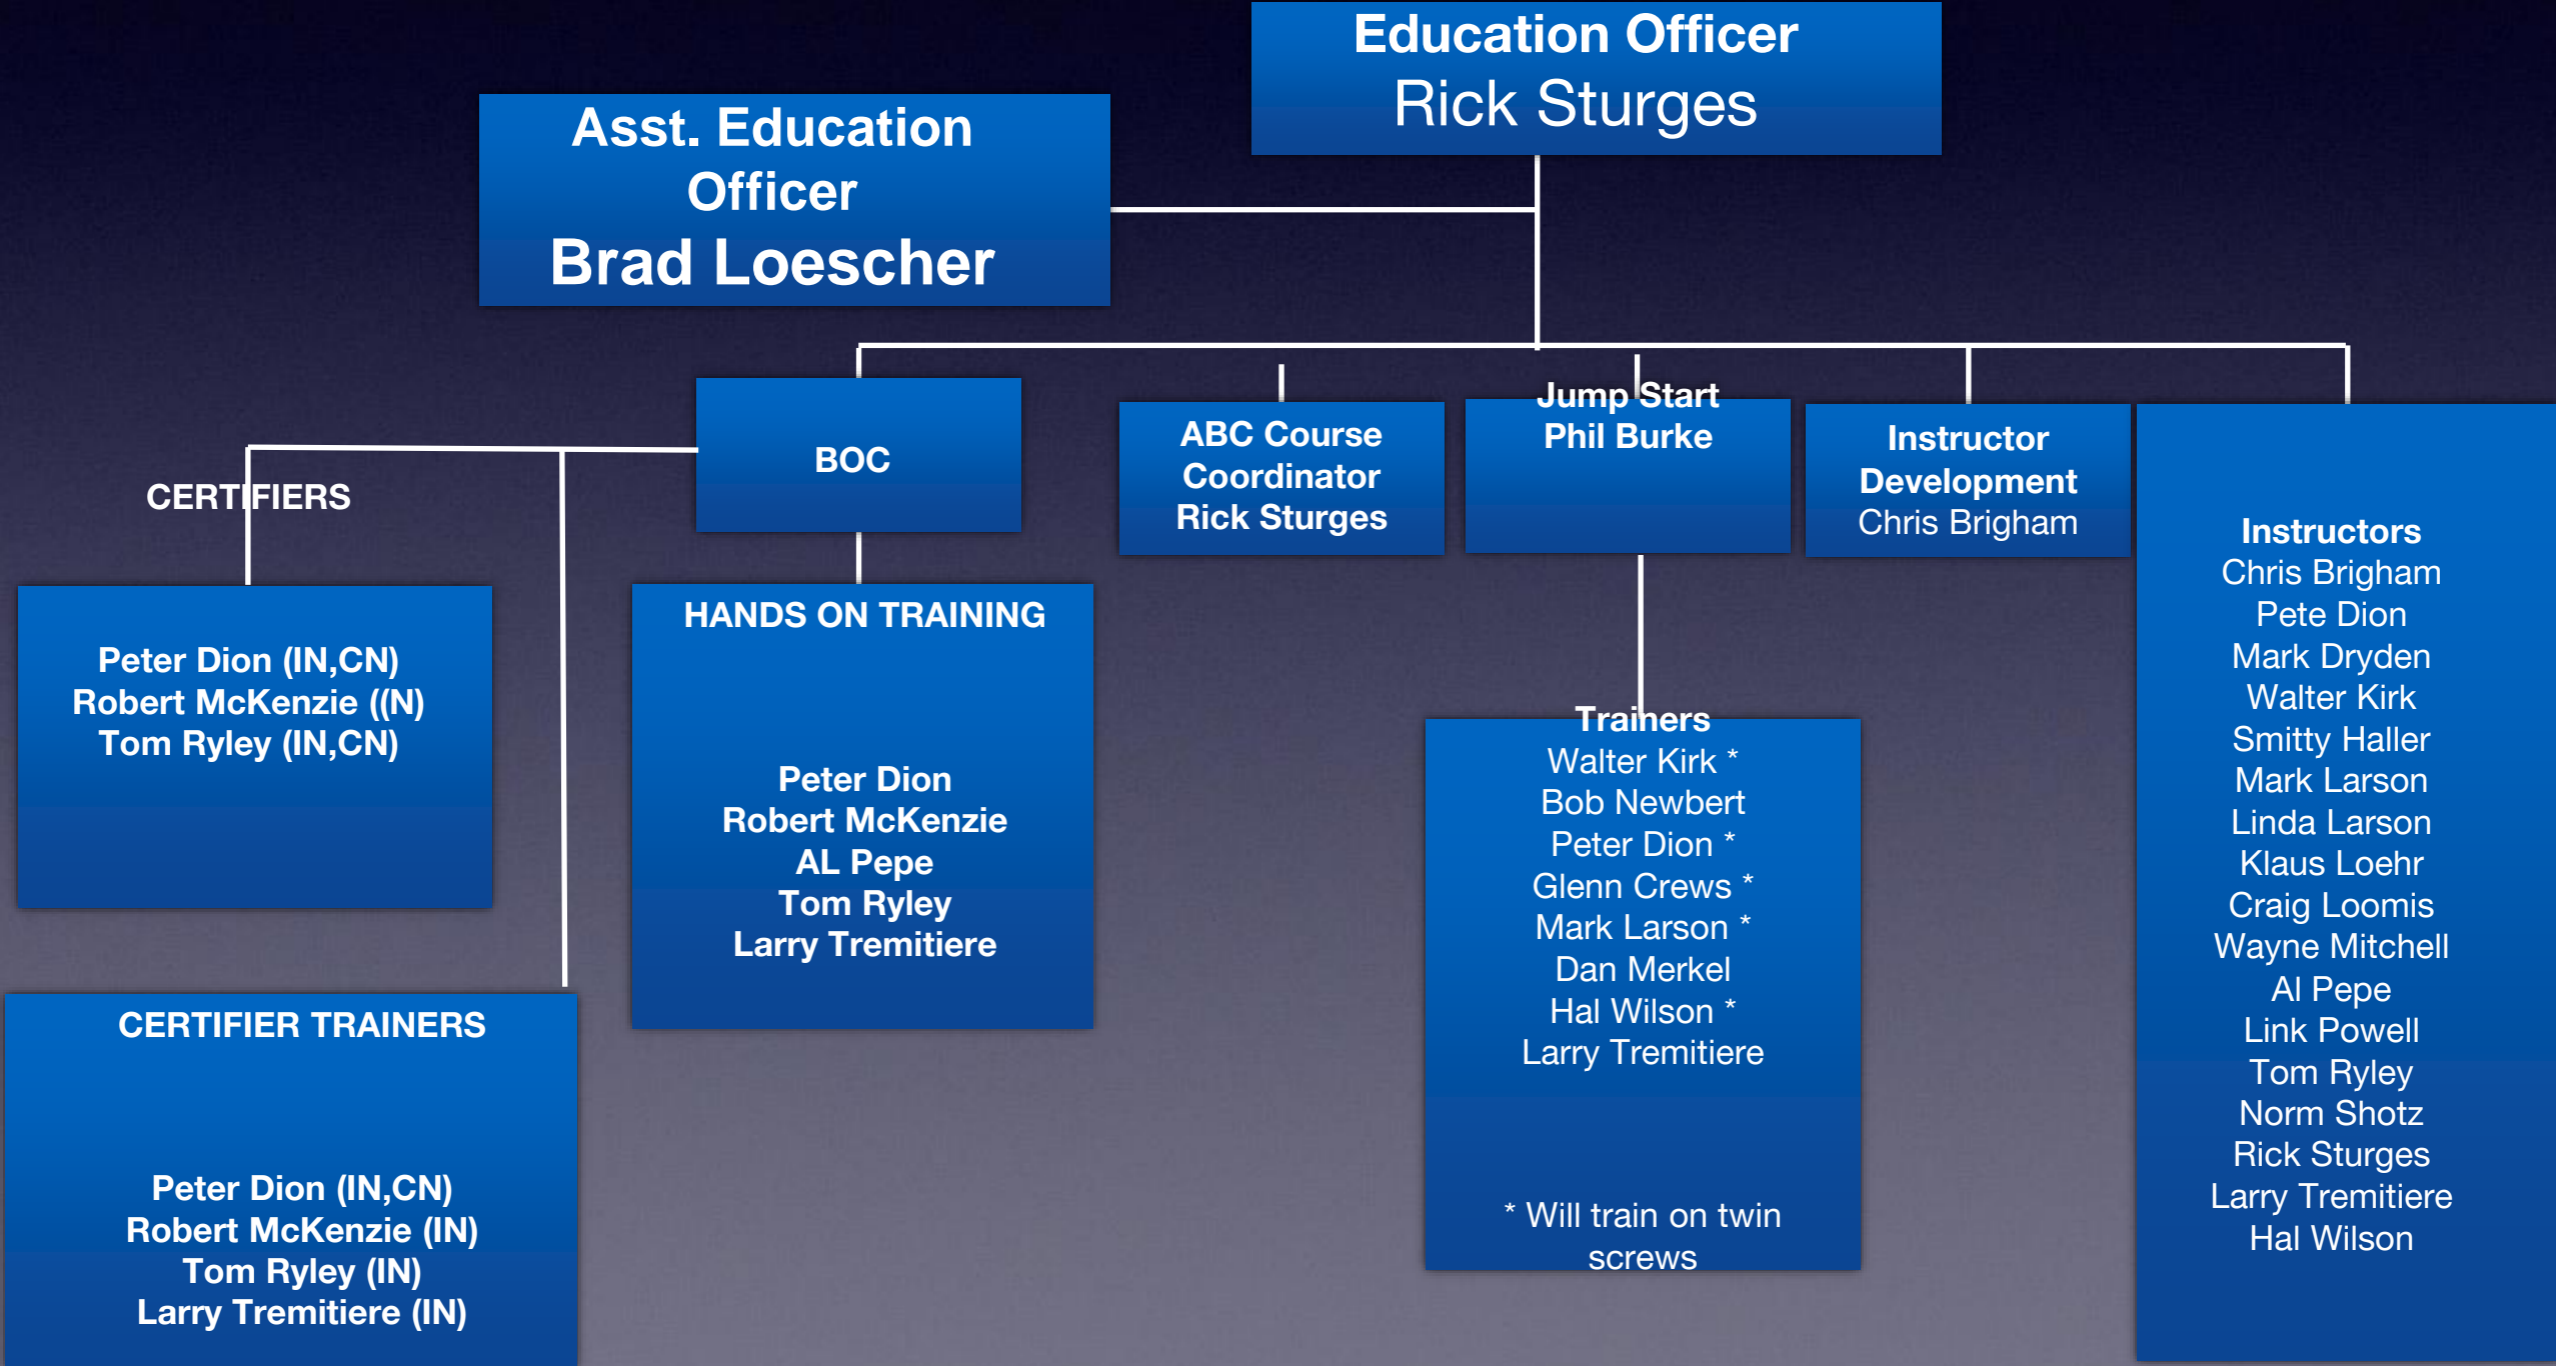 Education Officer
Rick Sturges
Asst. Education
Officer
Brad Loescher
BOC
ABC Course
Coordinator
Rick Sturges
Jump Start
Phil Burke
Instructor
Development
Chris Brigham
CERTIFIERS
Peter Dion (IN,CN)
Robert McKenzie ((N)
Tom Ryley (IN,CN)
HANDS ON TRAINING
Peter Dion
Robert McKenzie
AL Pepe
Tom Ryley
Larry Tremitiere
CERTIFIER TRAINERS
Peter Dion (IN,CN)
Robert McKenzie (IN)
Tom Ryley (IN)
Larry Tremitiere (IN)
Trainers
Walter Kirk *
Bob Newbert
Peter Dion *
Glenn Crews *
Mark Larson *
Dan Merkel
Hal Wilson *
Larry Tremitiere
* Will train on twin
screws
Instructors
Chris Brigham
Pete Dion
Mark Dryden
Walter Kirk
Smitty Haller
Mark Larson
Linda Larson
Klaus Loehr
Craig Loomis
Wayne Mitchell
Al Pepe
Link Powell
Tom Ryley
Norm Shotz
Rick Sturges
Larry Tremitiere
Hal Wilson